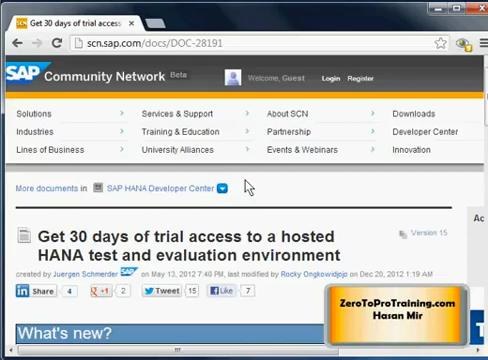 Get 30 days of trial access
scn.sap.com/docs/DOC-28191
SAP Community Network Beta
Welcome, Guest Login Register
Solutions Services & Support About SCN Downloads
Industries Training & Education Partnership Developer Center
Lines of Business University Alliances Events & Webinars Innovation
More documents in SAP HANA Developer Center
Ac
Get 30 days of trial access to a hosted
HANA test and evaluation environment
Version 15
created by Juergen Schmerder SAP on May 13, 2012 7:40 PM, last modified by Rocky Ongkowidjojo on Dec 20, 2012 1:19 AM
in Share 4 g+1 2 Tweet 15 f Like 7
What's new?
ZeroToProTraining.com
Hasan Mir